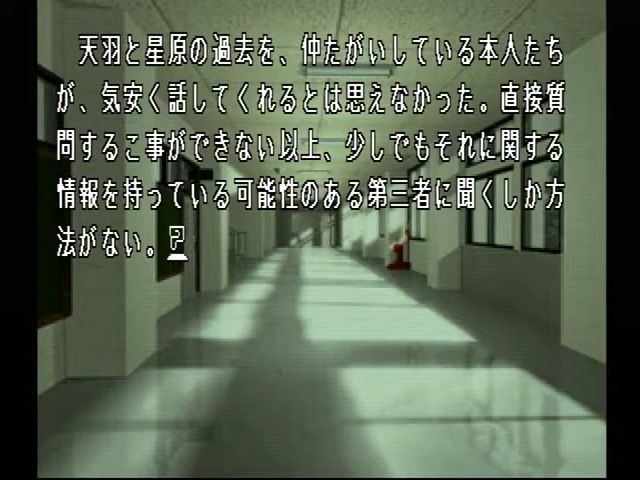 天羽と星原の過去を、仲たがいしている本人たち
が、気安く話してくれるとは思えなかった。直接質
問するこ事ができない以上、少しでもそれに関する
情報を持っている可能性のある第三者に聞くしか方
法がない。